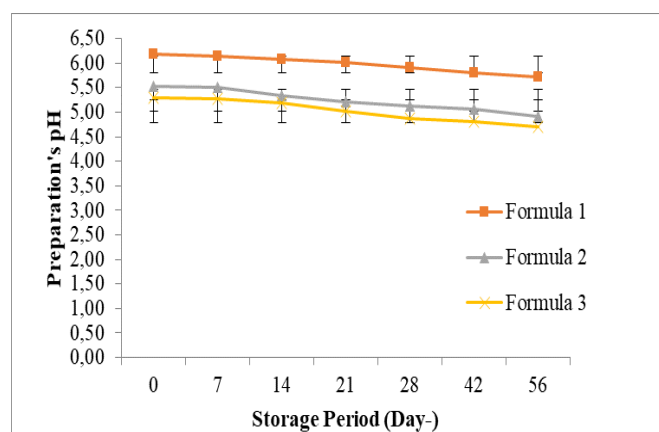 6,50
6,00
5,50
5,00
4,50
4,00
3,50
3,00
2,50
2,00
1,50
1,00
0,50
0,00
Preparation's pH
Formula 1
Formula 2
Formula 3
0 7 14 21 28 42 56
Storage Period (Day-)